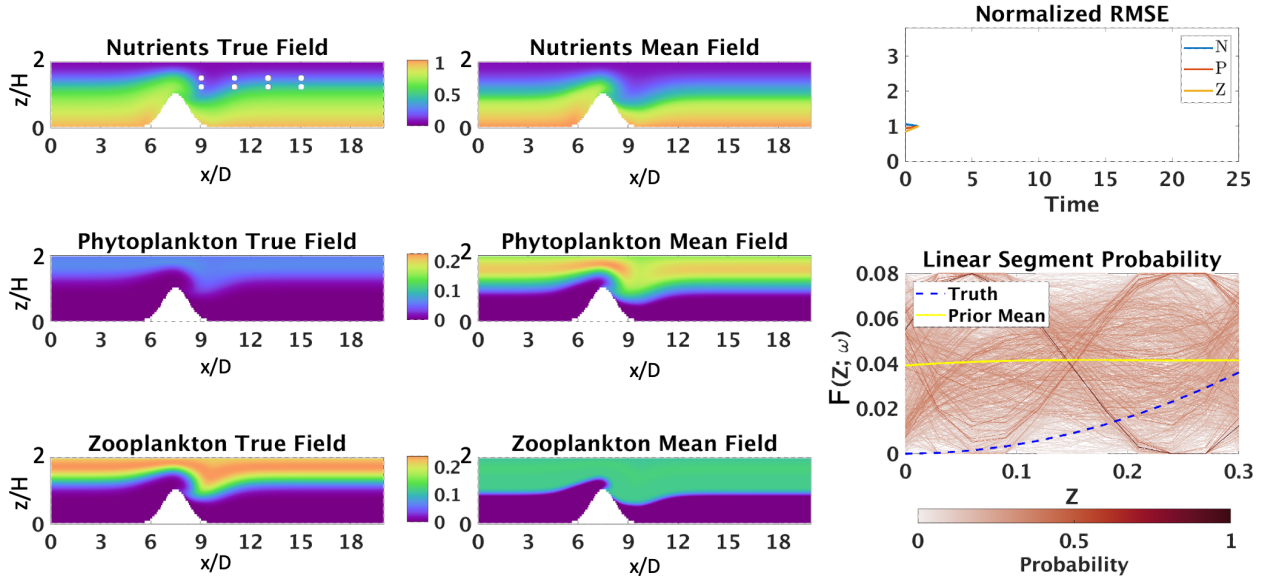 Nutrients True Field
z/H
2
0
0 3 6 9 12 15 18
x/D
Nutrients Mean Field
1
0.5
0
0 3 6 9 12 15 18
x/D
Normalized RMSE
3
2
1
0
N
P
Z
0 5 10 15 20 25
Time
Phytoplankton True Field
z/H
2
0
0 3 6 9 12 15 18
x/D
Phytoplankton Mean Field
2
0.2
0.1
0
0 3 6 9 12 15 18
x/D
Linear Segment Probability
F(Z; ω)
0.08
0.06
0.04
0.02
0
Truth
Prior Mean
0 0.1 0.2 0.3
Z
0 0.5 1
Probability
Zooplankton True Field
z/H
2
0
0 3 6 9 12 15 18
x/D
Zooplankton Mean Field
2
0.2
0.1
0
0 3 6 9 12 15 18
x/D